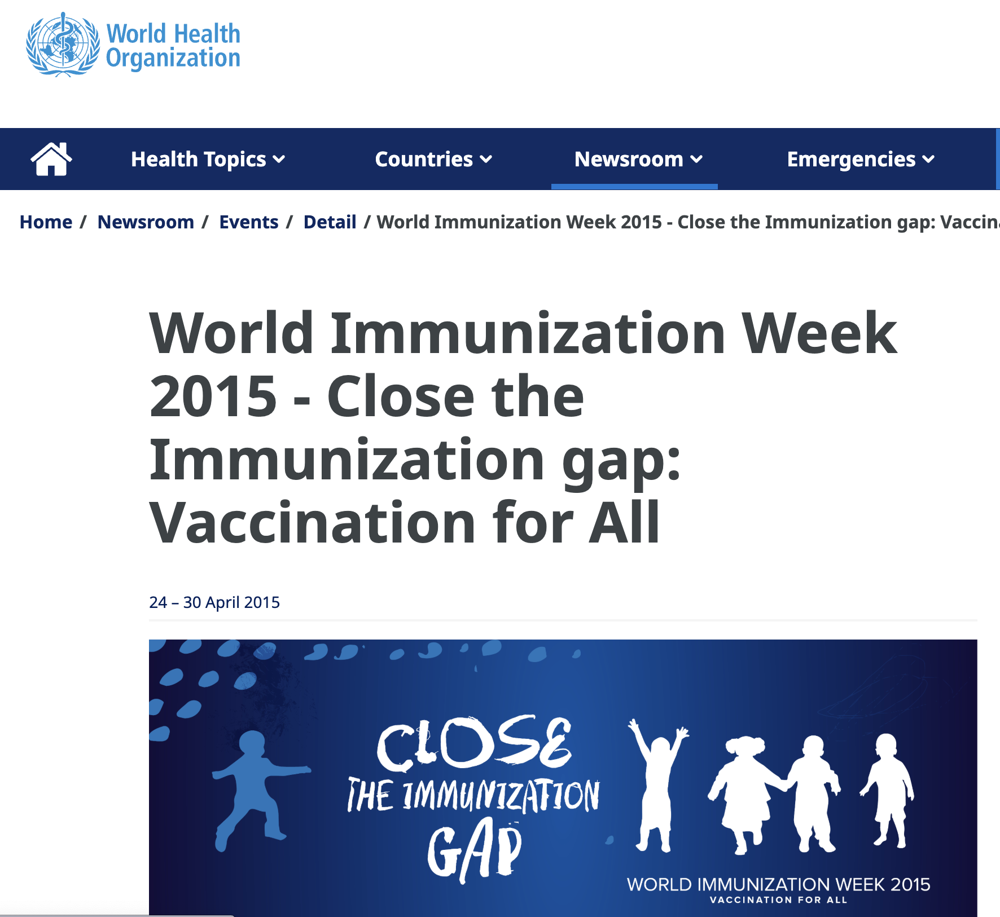 World Health
Organization
Health Topics
Countries
Newsroom
Emergencies
Home / Newsroom / Events / Detail / World Immunization Week 2015 - Close the Immunization gap: Vaccin
World Immunization Week
2015 - Close the
Immunization gap:
Vaccination for All
24 – 30 April 2015
CLOSE
THE IMMUNIZATION
GAP
WORLD IMMUNIZATION WEEK 2015
VACCINATION FOR ALL